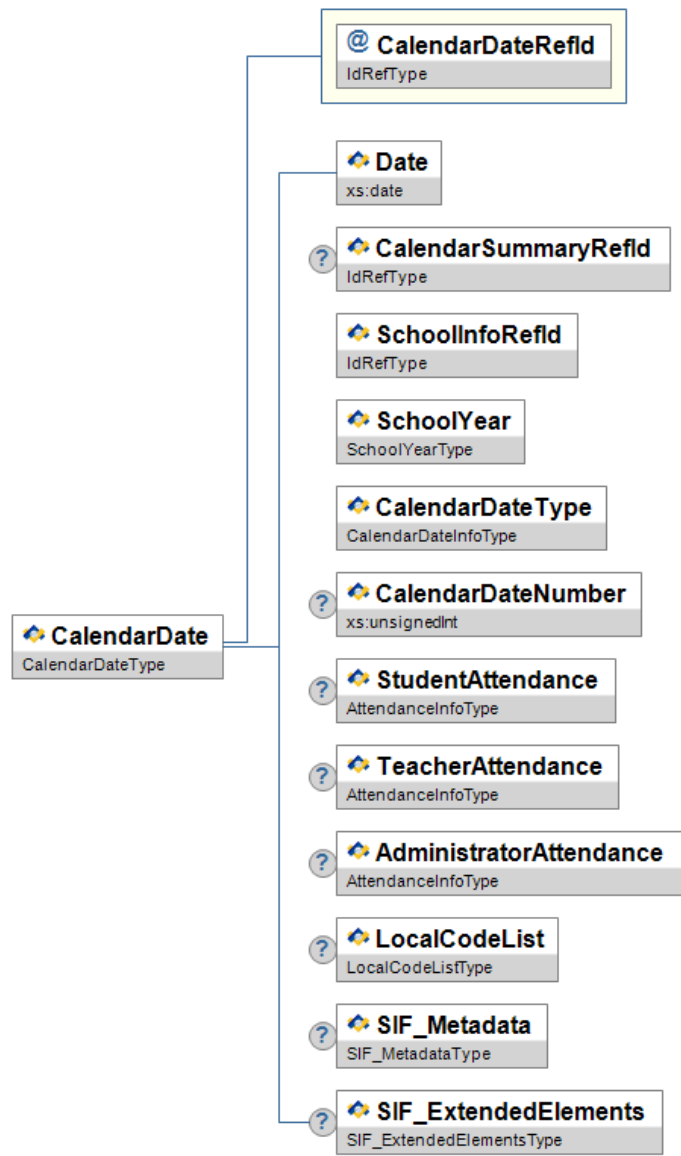 @ CalendarDateRefId
IdRefType
Date
xs:date
? CalendarSummaryRefId
IdRefType
SchoolInfoRefId
IdRefType
SchoolYear
SchoolYearType
CalendarDateType
CalendarDateInfoType
? CalendarDateNumber
xs:unsignedInt
CalendarDate
CalendarDateType
? StudentAttendance
AttendanceInfoType
? TeacherAttendance
AttendanceInfoType
? AdministratorAttendance
AttendanceInfoType
? LocalCodeList
LocalCodeListType
? SIF_Metadata
SIF_MetadataType
? SIF_ExtendedElements
SIF_ExtendedElementsType